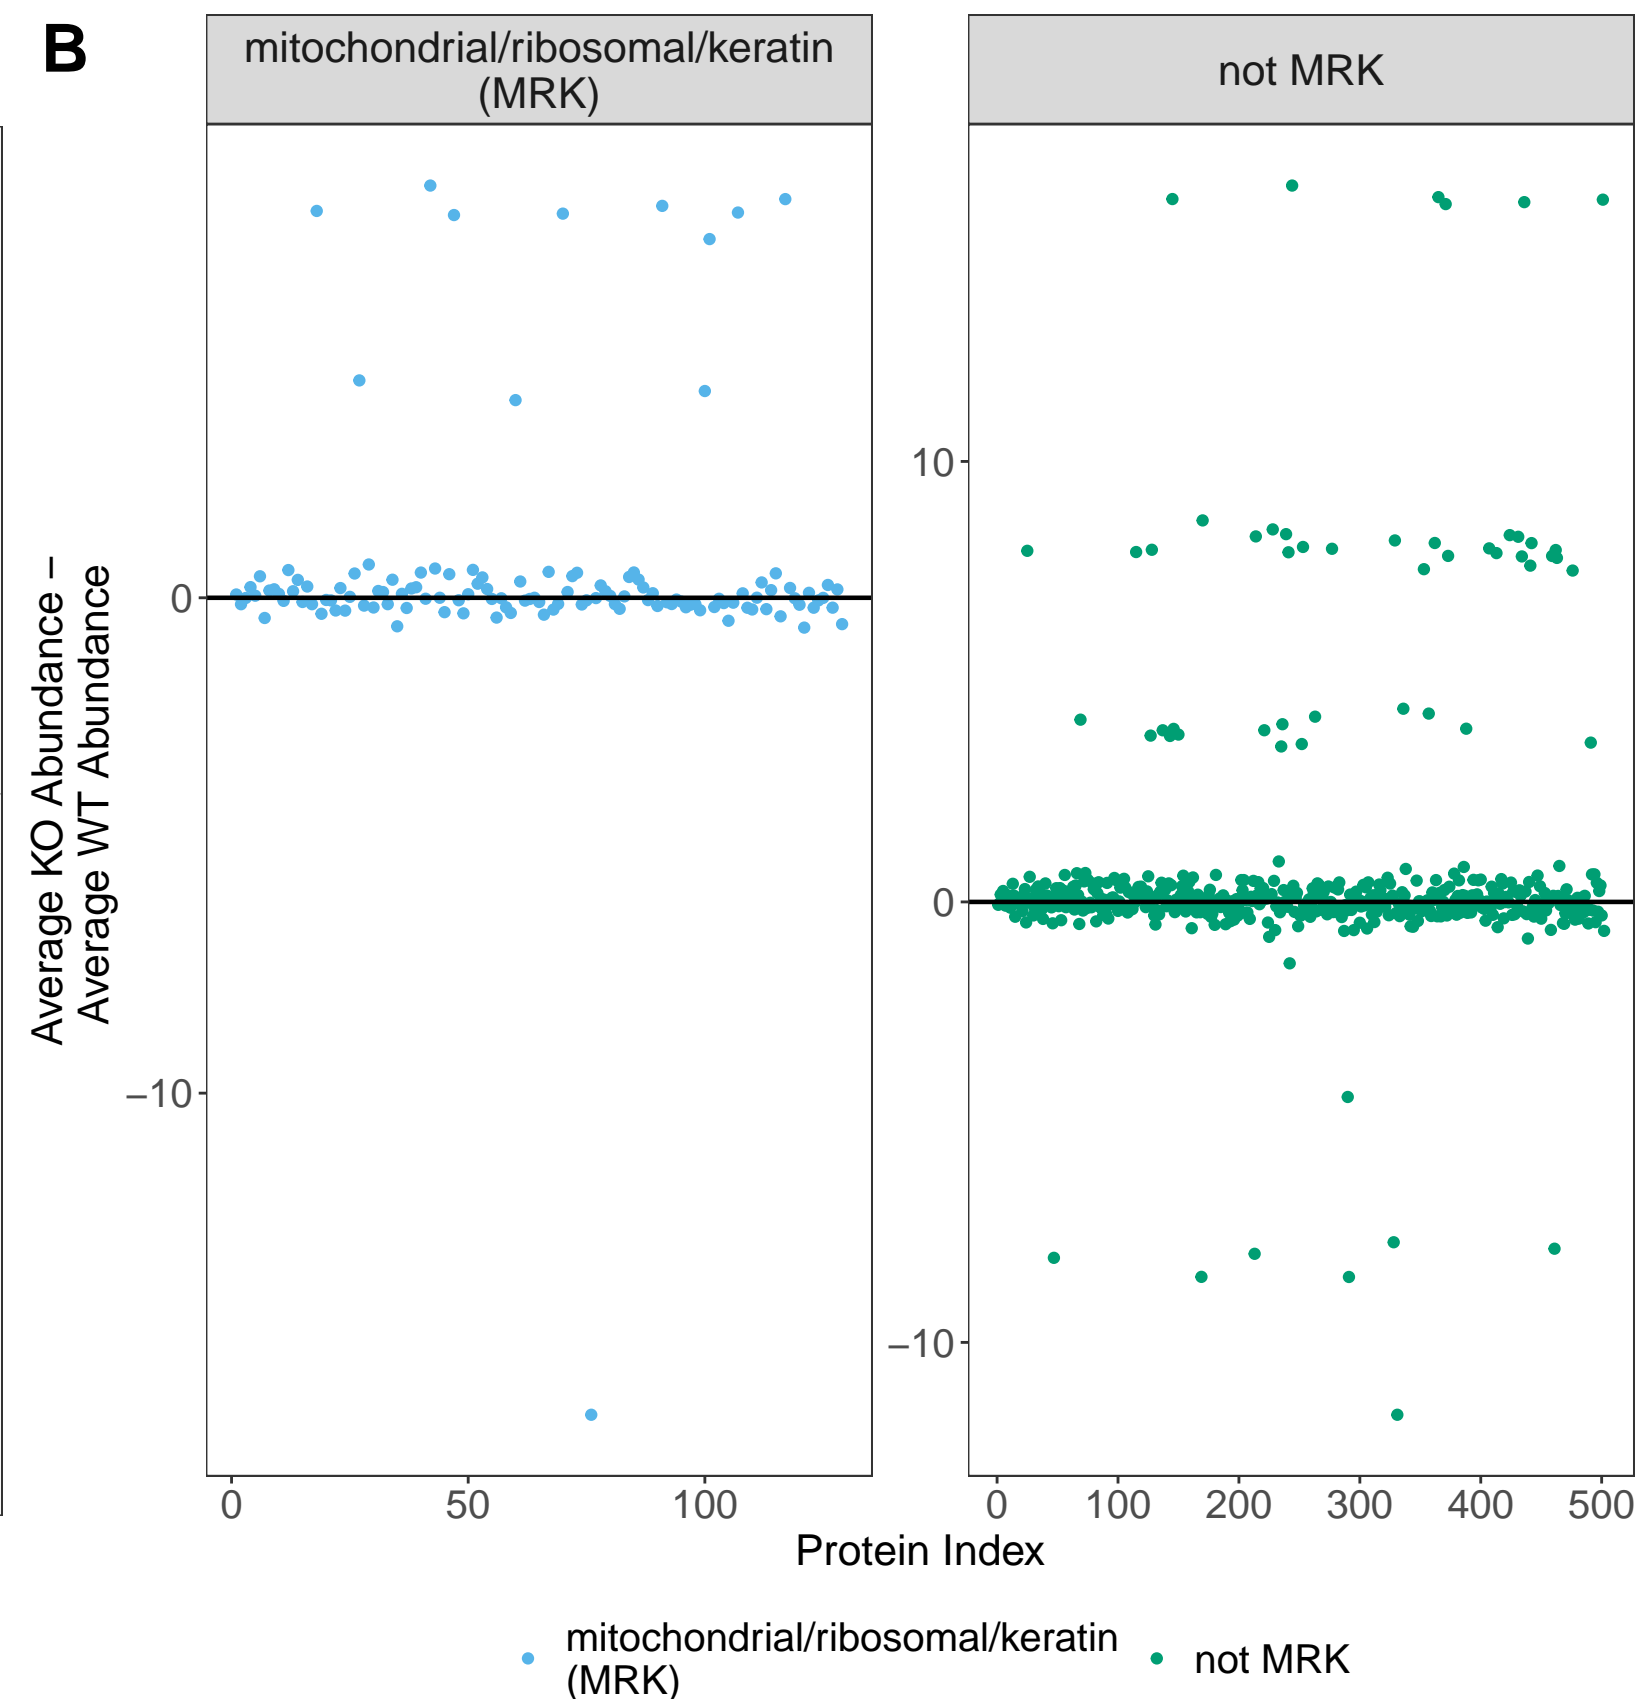 B
mitochondrial/ribosomal/keratin
(MRK)
not MRK
Average KO Abundance –
Average WT Abundance
0
−10
10
0
−10
0 50 100
0 100 200 300 400 500
Protein Index
mitochondrial/ribosomal/keratin
(MRK)
not MRK